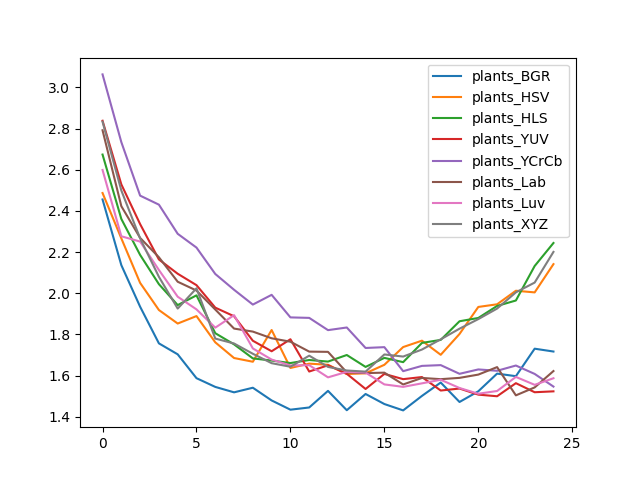 3.0
2.8
2.6
2.4
2.2
2.0
1.8
1.6
1.4
0 5 10 15 20 25
plants_BGR
plants_HSV
plants_HLS
plants_YUV
plants_YCrCb
plants_Lab
plants_Luv
plants_XYZ